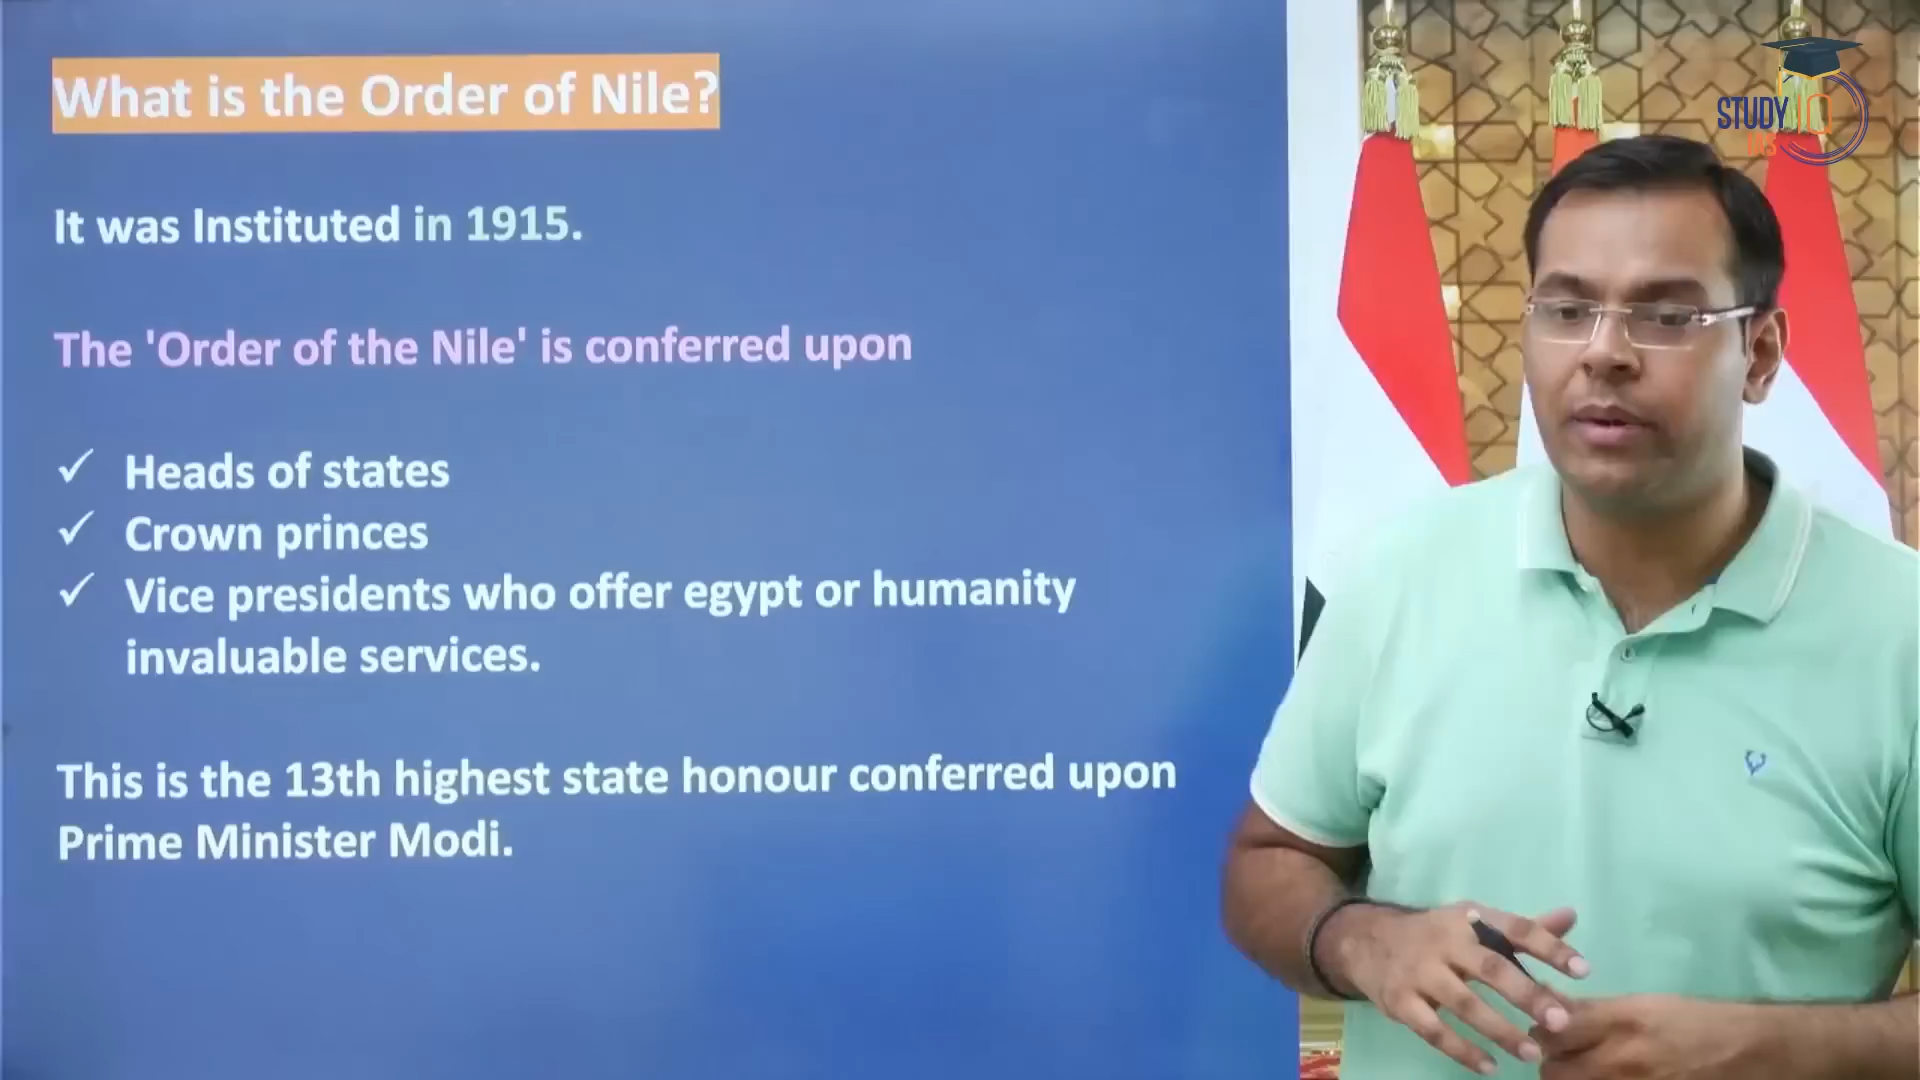 What is the Order of Nile?
STUDY IQ
IAS
It was Instituted in 1915.
The 'Order of the Nile' is conferred upon
✓ Heads of states
✓ Crown princes
✓ Vice presidents who offer egypt or humanity
invaluable services.
This is the 13th highest state honour conferred upon
Prime Minister Modi.